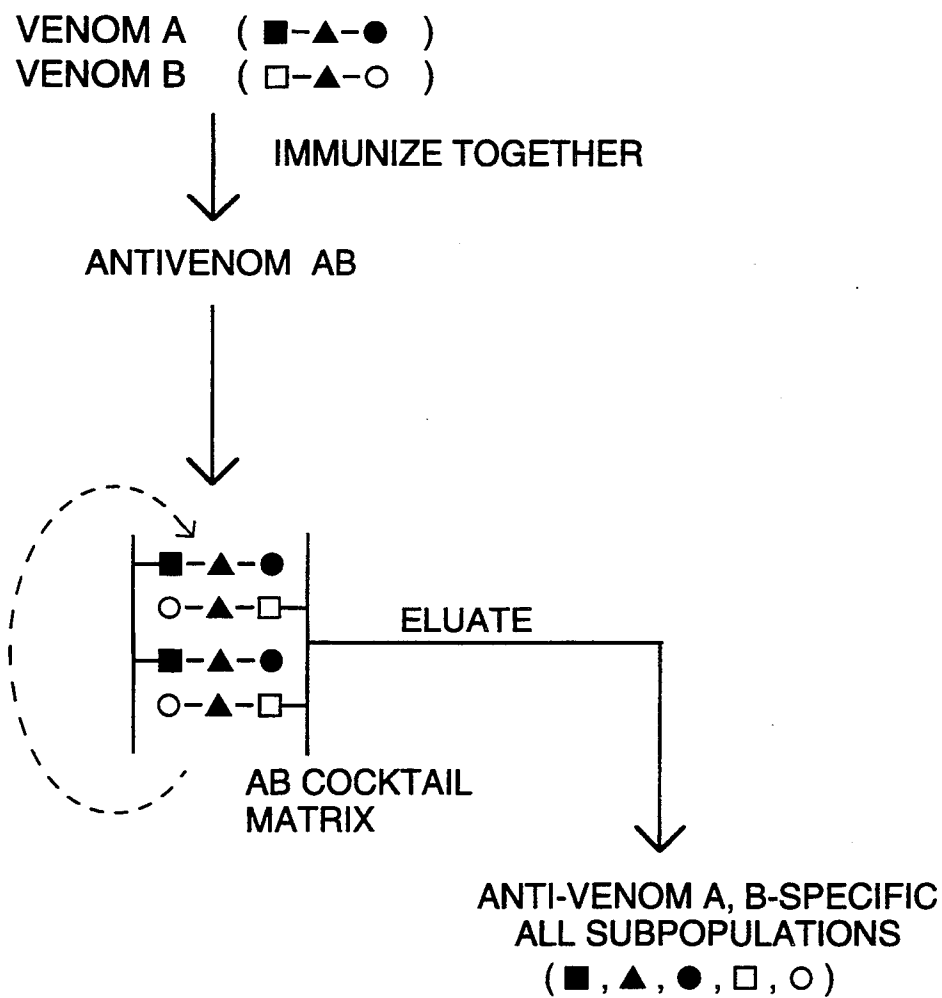 VENOM A ( ■-▲-● )
VENOM B ( □-▲-○ )
IMMUNIZE TOGETHER
ANTIVENOM AB
■-▲-●
○-▲-□
ELUATE
■-▲-●
○-▲-□
AB COCKTAIL
MATRIX
ANTI-VENOM A, B-SPECIFIC
ALL SUBPOPULATIONS
( ■ , ▲ , ● , □ , ○ )